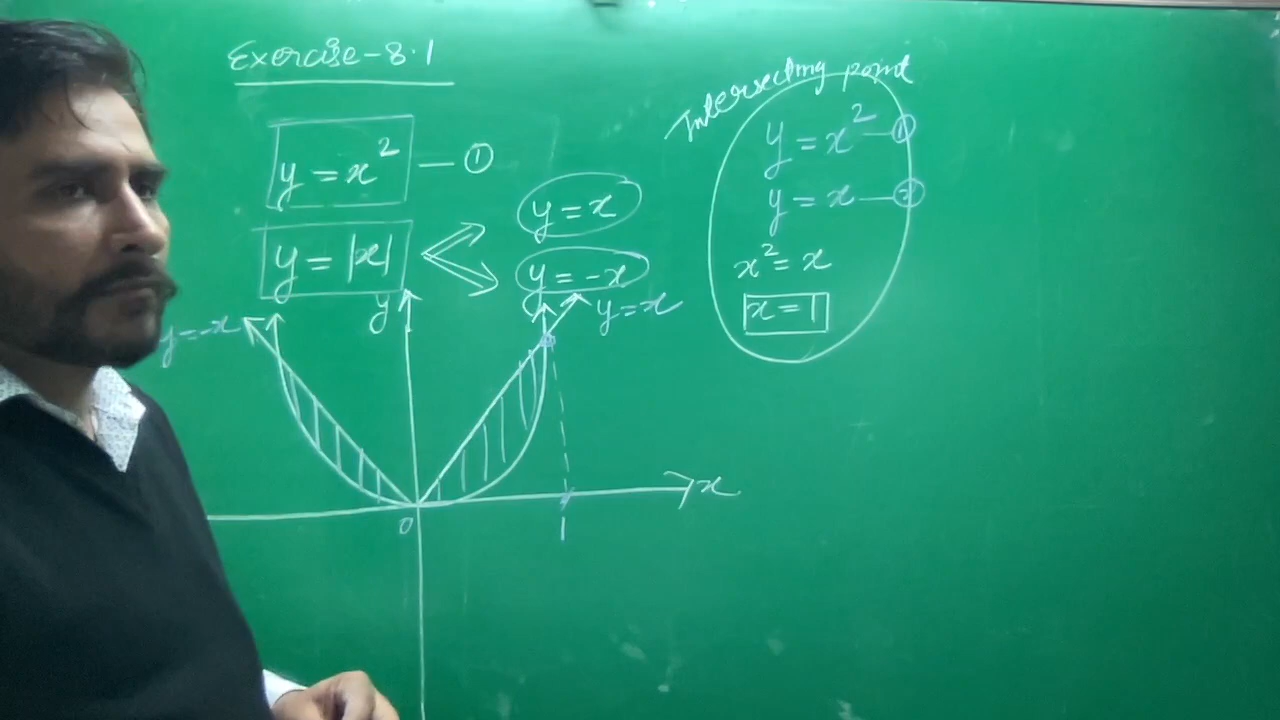 Exercise-8.1
y = x² — ①
y = |x|
y = x
y = -x
Intersecting point
y = x² — ①
y = x — ②
x² = x
x = 1
y = -x
y
y = x
x
0
1